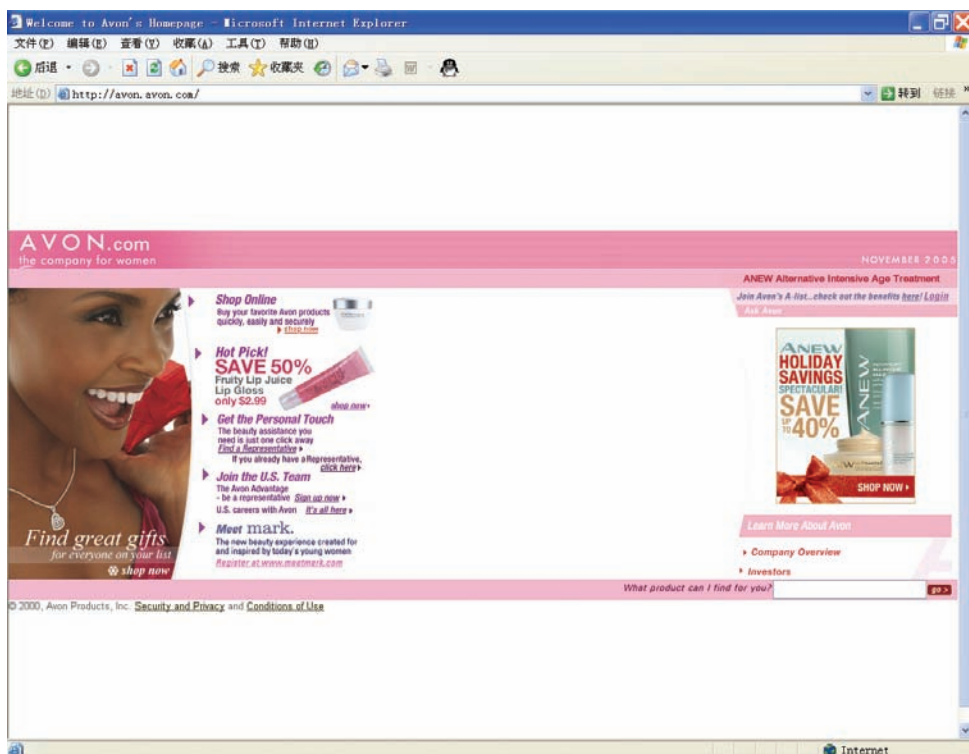 Welcome to Avon's Homepage - Microsoft Internet Explorer
文件(F) 编辑(E) 查看(V) 收藏(A) 工具(T) 帮助(H)
后退 搜索 收藏夹
地址(D) http://avon.avon.com/ 转到 链接 »
AVON.com
the company for women
NOVEMBER 2005
ANEW Alternative Intensive Age Treatment
Join Avon's A-list...check out the benefits here! Login
Ask Avon
Shop Online
Buy your favorite Avon products
quickly, easily and securely
shop now
Hot Pick!
SAVE 50%
Fruity Lip Juice
Lip Gloss
only $2.99
shop now
Get the Personal Touch
The beauty assistance you
need is just one click away
Find a Representative
If you already have a Representative,
click here
Join the U.S. Team
The Avon Advantage
- be a representative Sign up now
U.S. careers with Avon It's all here
Meet mark.
The new beauty experience created for
and inspired by today's young women
Register at www.meetmark.com
Find great gifts
for everyone on your list
shop now
ANEW
HOLIDAY
SAVINGS
SPECTACULAR!
SAVE
UP TO 40%
ANEW
SHOP NOW
Learn More About Avon
Company Overview
Investors
What product can I find for you? go >
© 2000, Avon Products, Inc. Security and Privacy and Conditions of Use
Internet